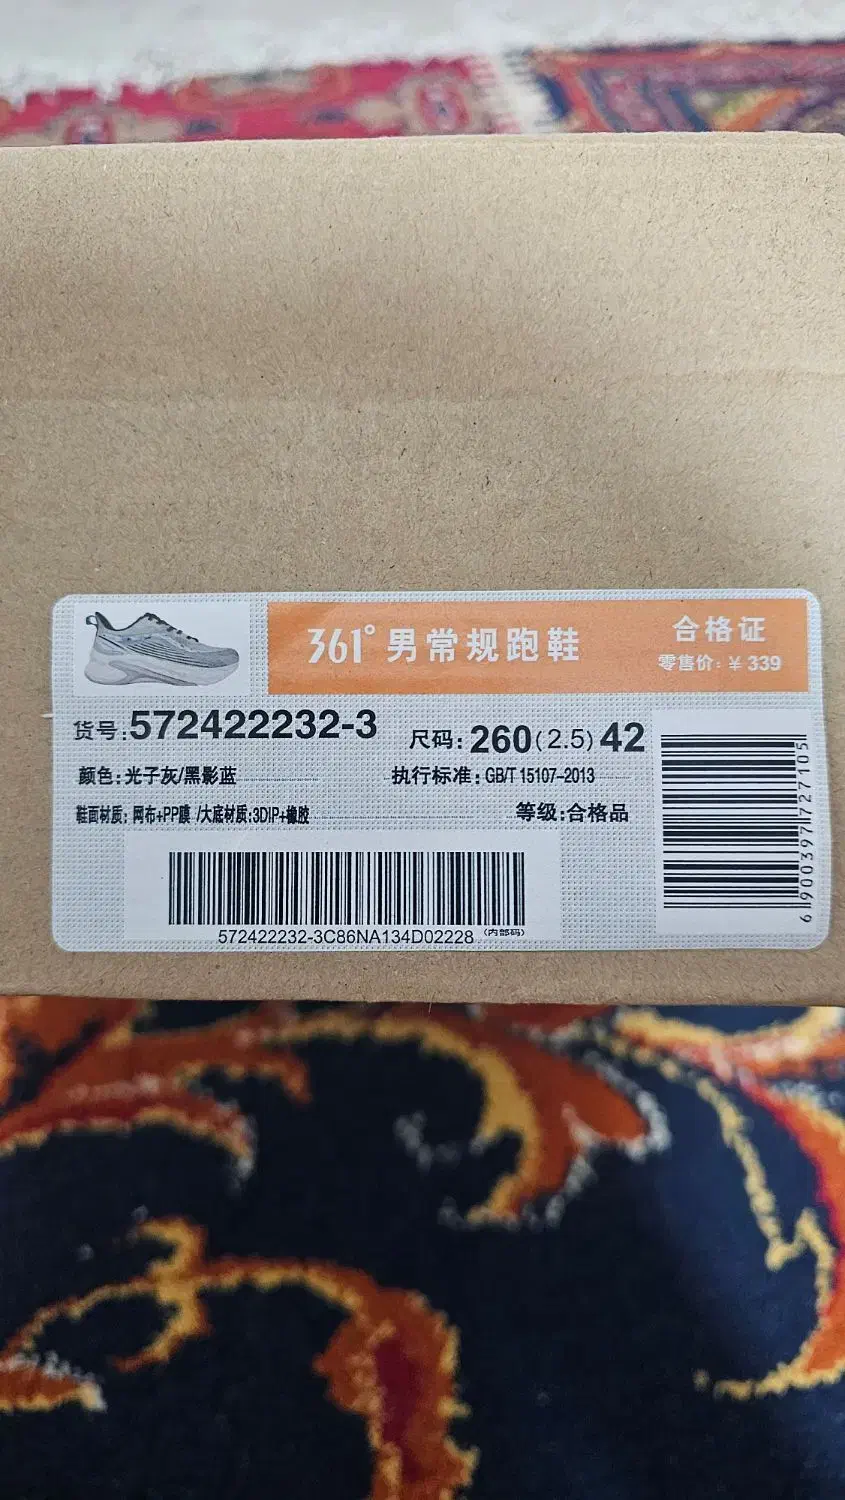 361° 男常规跑鞋
合格证
零售价：¥ 339
货号:572422232-3
尺码: 260(2.5) 42
颜色:光子灰/黑影蓝
执行标准: GB/T 15107-2013
鞋面材质: 网布+PP膜 /大底材质:3DIP+橡胶
等级:合格品
572422232-3C86NA134D02228 (内部码)
6 900397 727105